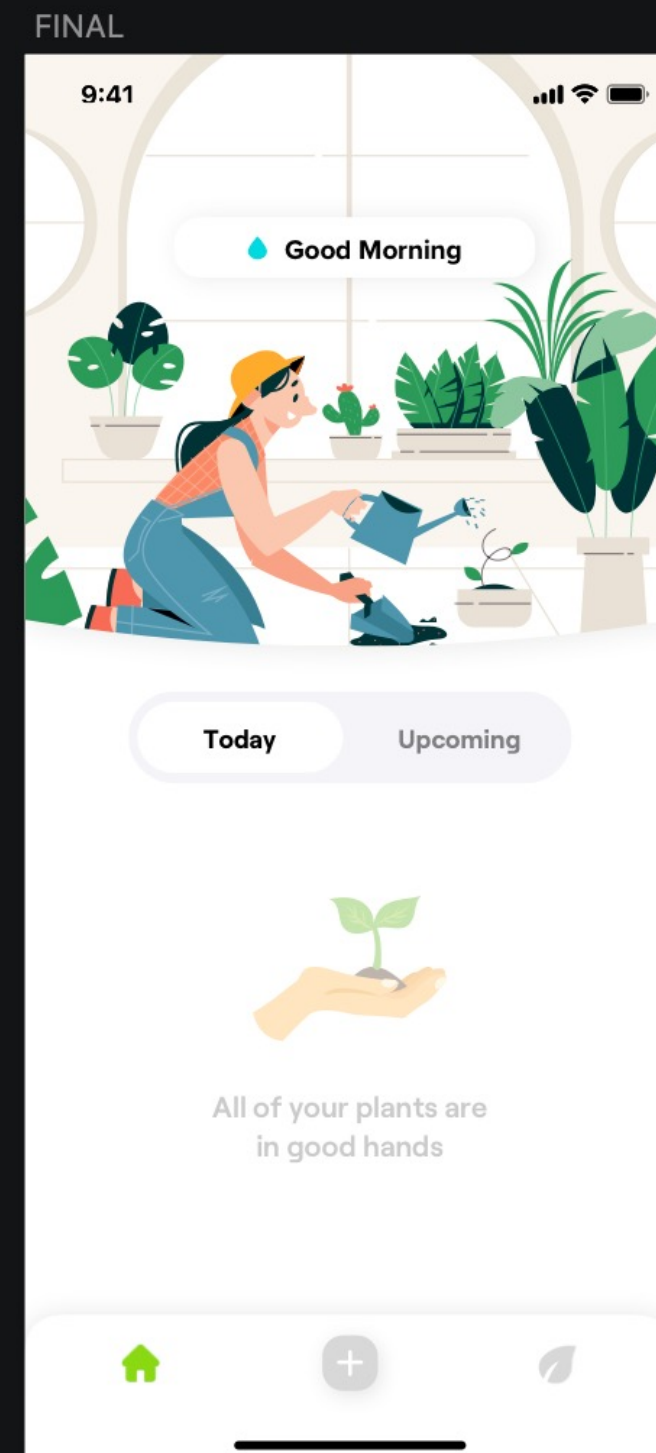 FINAL
9:41
Good Morning
Today
Upcoming
All of your plants are
in good hands